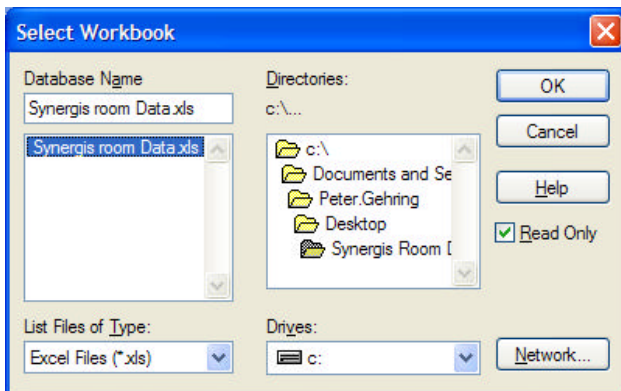 Select Workbook
Database Name
Synergis room Data.xls
Synergis room Data.xls
List Files of Type:
Excel Files (*.xls)
Directories:
c:\...
c:\
Documents and Se
Peter.Gehring
Desktop
Synergis Room D
Drives:
c:
OK
Cancel
Help
Read Only
Network...